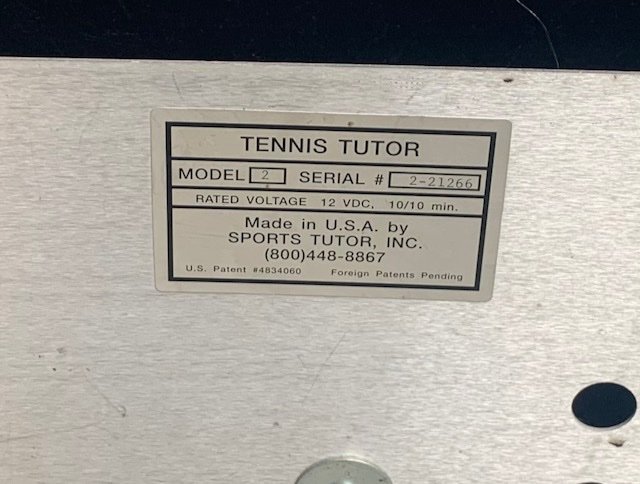 TENNIS TUTOR
MODEL 2 SERIAL # 2-21266
RATED VOLTAGE 12 VDC, 10/10 min.
Made in U.S.A. by
SPORTS TUTOR, INC.
(800)448-8867
U.S. Patent #4834060 Foreign Patents Pending